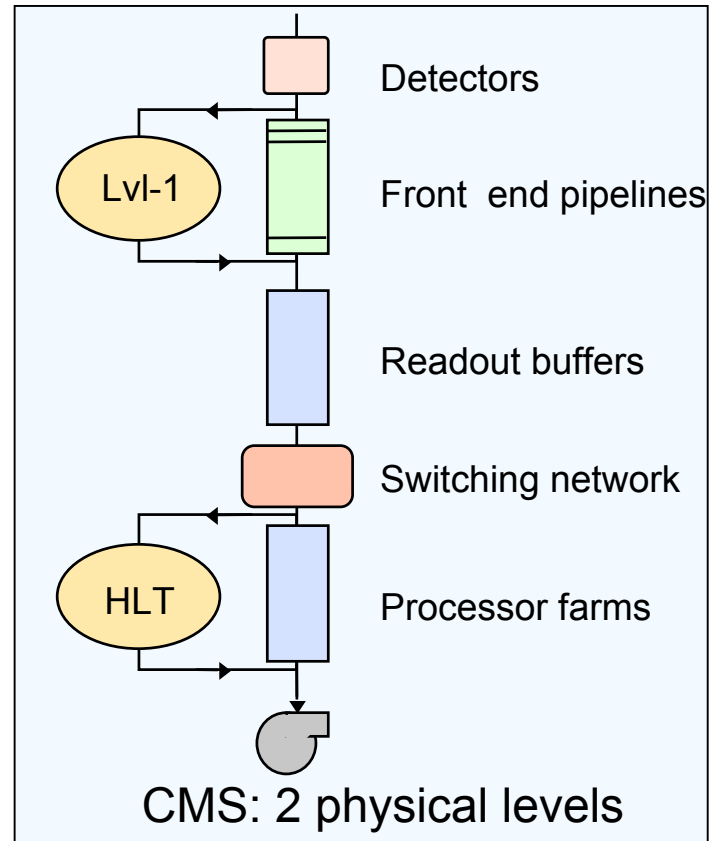 Detectors
Lvl-1
Front end pipelines
Readout buffers
Switching network
HLT
Processor farms
CMS: 2 physical levels